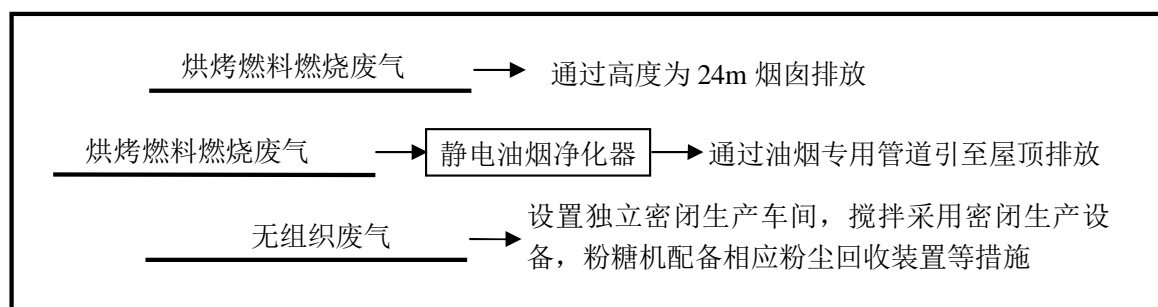 烘烤燃料燃烧废气 通过高度为 24m 烟囱排放
烘烤燃料燃烧废气 静电油烟净化器 通过油烟专用管道引至屋顶排放
无组织废气 设置独立密闭生产车间，搅拌采用密闭生产设
备，粉糖机配备相应粉尘回收装置等措施